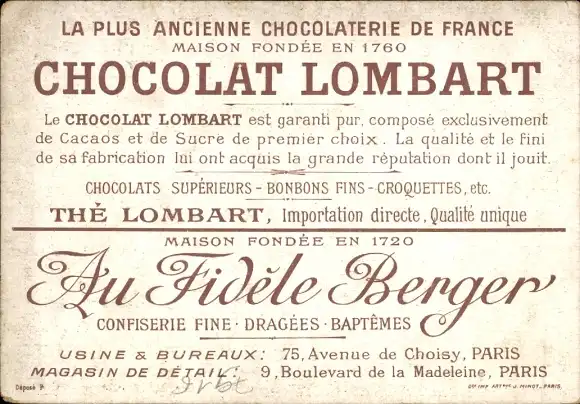 LA PLUS ANCIENNE CHOCOLATERIE DE FRANCE
MAISON FONDÉE EN 1760
CHOCOLAT LOMBART
Le CHOCOLAT LOMBART est garanti pur, composé exclusivement
de Cacaos et de Sucre de premier choix. La qualité et le fini
de sa fabrication lui ont acquis la grande réputation dont il jouit.
CHOCOLATS SUPÉRIEURS - BONBONS FINS - CROQUETTES, etc.
THÉ LOMBART, Importation directe, Qualité unique
MAISON FONDÉE EN 1720
Au Fidèle Berger
CONFISERIE FINE · DRAGÉES · BAPTÊMES
USINE & BUREAUX: 75, Avenue de Choisy, PARIS
MAGASIN DE DÉTAIL: 9, Boulevard de la Madeleine, PARIS
Déposé
J. MINOT, PARIS